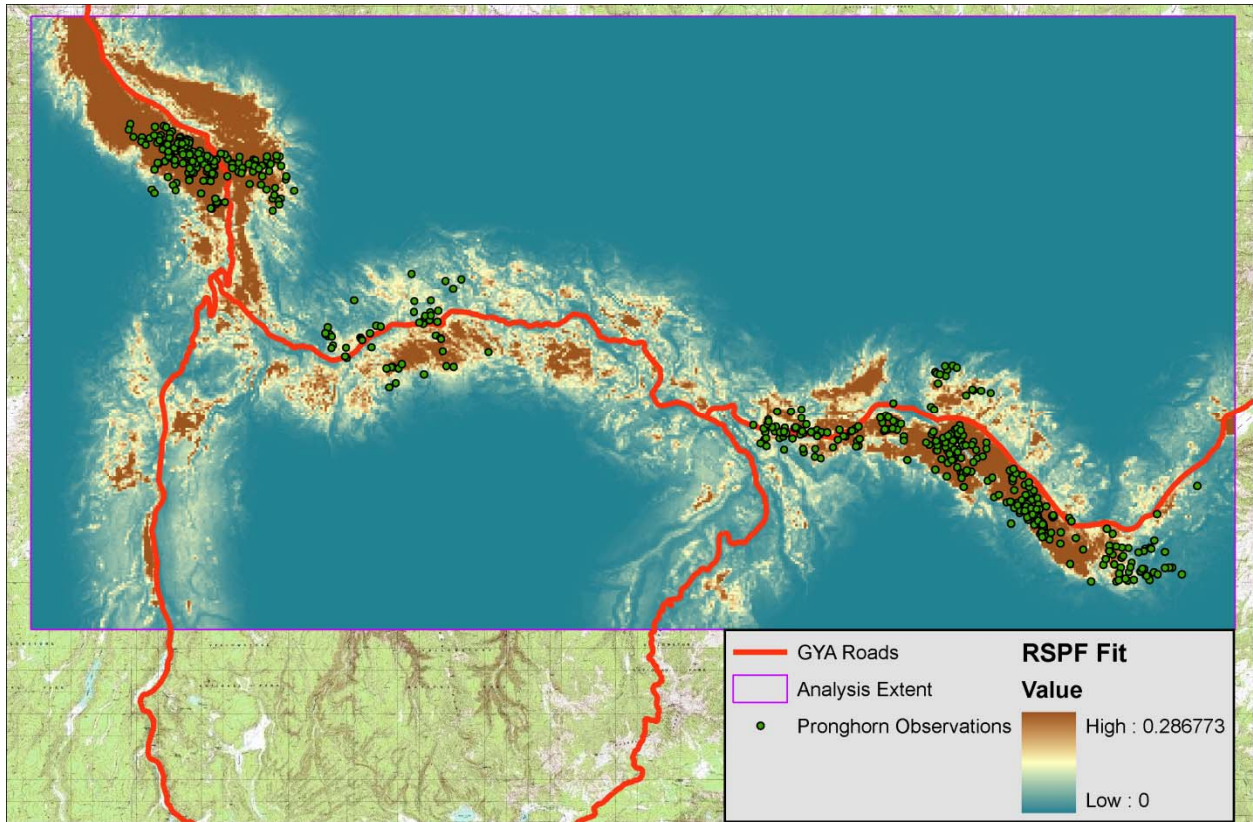 GYA Roads
Analysis Extent
Pronghorn Observations
RSPF Fit
Value
High : 0.286773
Low : 0